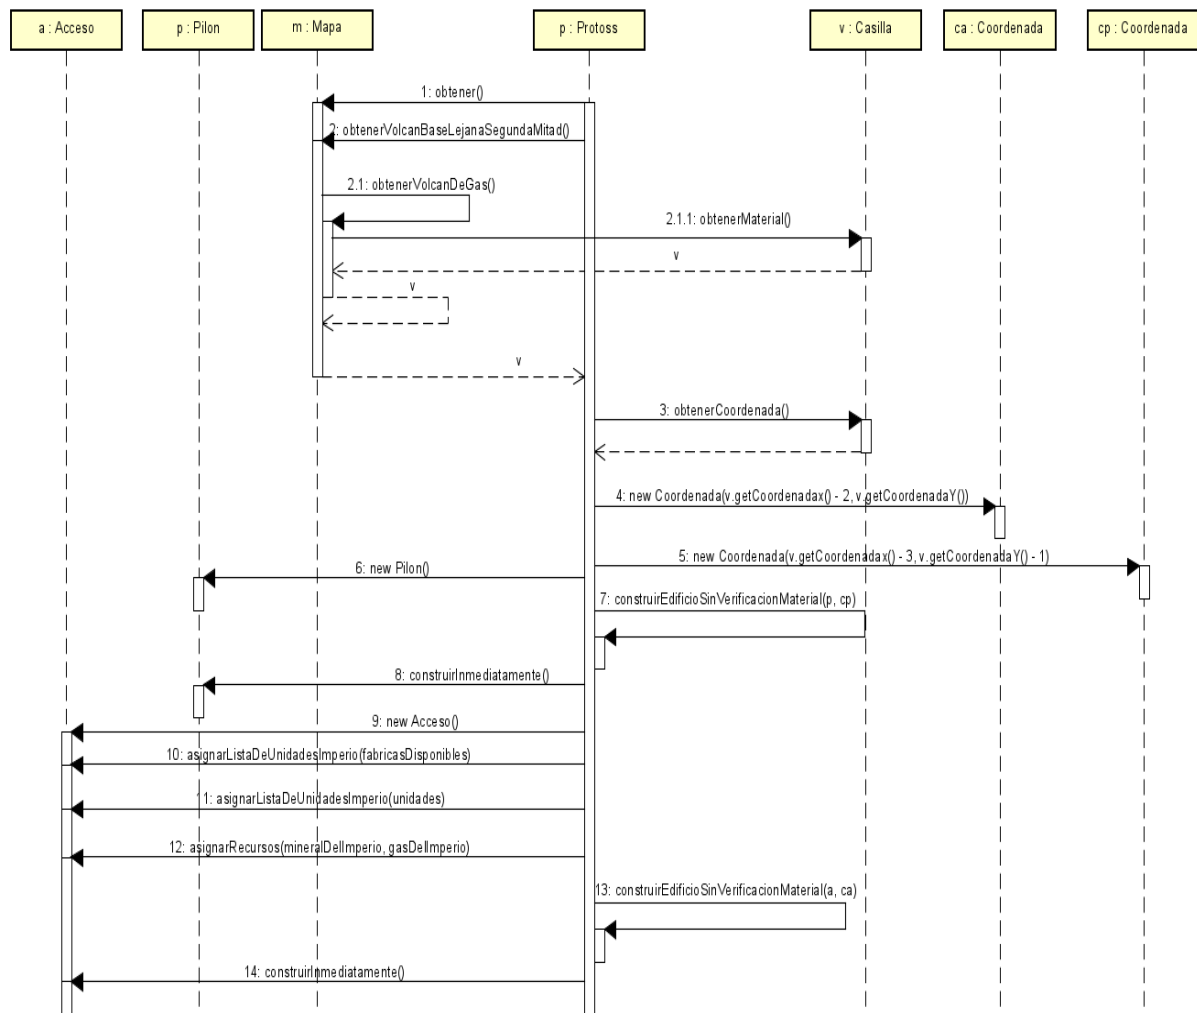 a : Acceso
p : Pilon
m : Mapa
p : Protoss
v : Casilla
ca : Coordenada
cp : Coordenada
1: obtener()
2: obtenerVolcanBaseLejanaSegundaMitad()
2.1: obtenerVolcanDeGas()
2.1.1: obtenerMaterial()
v
v
v
3: obtenerCoordenada()
4: new Coordenada(v.getCoordenadax() - 2, v.getCoordenadaY())
5: new Coordenada(v.getCoordenadax() - 3, v.getCoordenadaY() - 1)
6: new Pilon()
7: construirEdificioSinVerificacionMaterial(p, cp)
8: construirInmediatamente()
9: new Acceso()
10: asignarListaDeUnidadesImperio(fabricasDisponibles)
11: asignarListaDeUnidadesImperio(unidades)
12: asignarRecursos(mineralDelImperio, gasDelImperio)
13: construirEdificioSinVerificacionMaterial(a, ca)
14: construirInmediatamente()